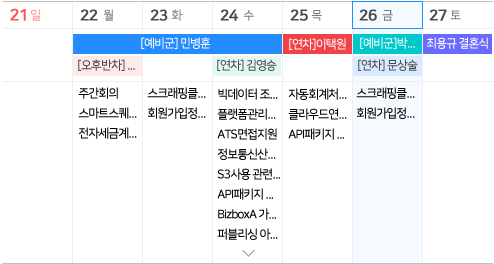 21 일
22 월
23 화
24 수
25 목
26 금
27 토
[예비군] 민병훈
[연차]이택원
[예비군]박...
최용규 결혼식
[오후반차] ...
[연차] 김영승
[연차] 문상술
주간회의
스마트스퀘...
전자세금계...
스크래핑클...
회원가입정...
빅데이터 조...
플랫폼관리...
ATS면접지원
정보통신산...
S3사용 관련...
API패키지 ...
BizboxA 가...
퍼블리싱 아...
자동회계처...
클라우드연...
API패키지 ...
스크래핑클...
회원가입정...